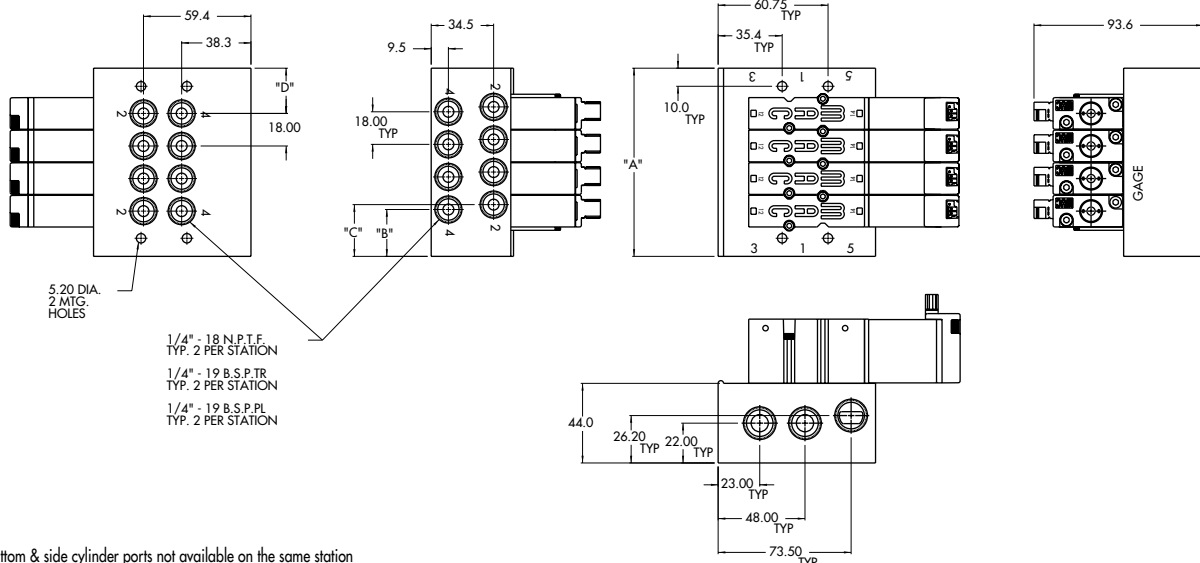 59.4
38.3
"D"
18.00
2
4
2
4
5.20 DIA.
2 MTG.
HOLES
1/4" - 18 N.P.T.F.
TYP. 2 PER STATION
1/4" - 19 B.S.P.TR
TYP. 2 PER STATION
1/4" - 19 B.S.P.PL
TYP. 2 PER STATION
34.5
9.5
4
2
18.00
TYP
"C"
"B"
4
2
60.75
TYP
35.4
TYP
3
1
5
10.0
TYP
"A"
3
1
5
93.6
GAGE
44.0
26.20
TYP
22.00
TYP
23.00
TYP
48.00
TYP
73.50
TYP
ttom & side cylinder ports not available on the same station